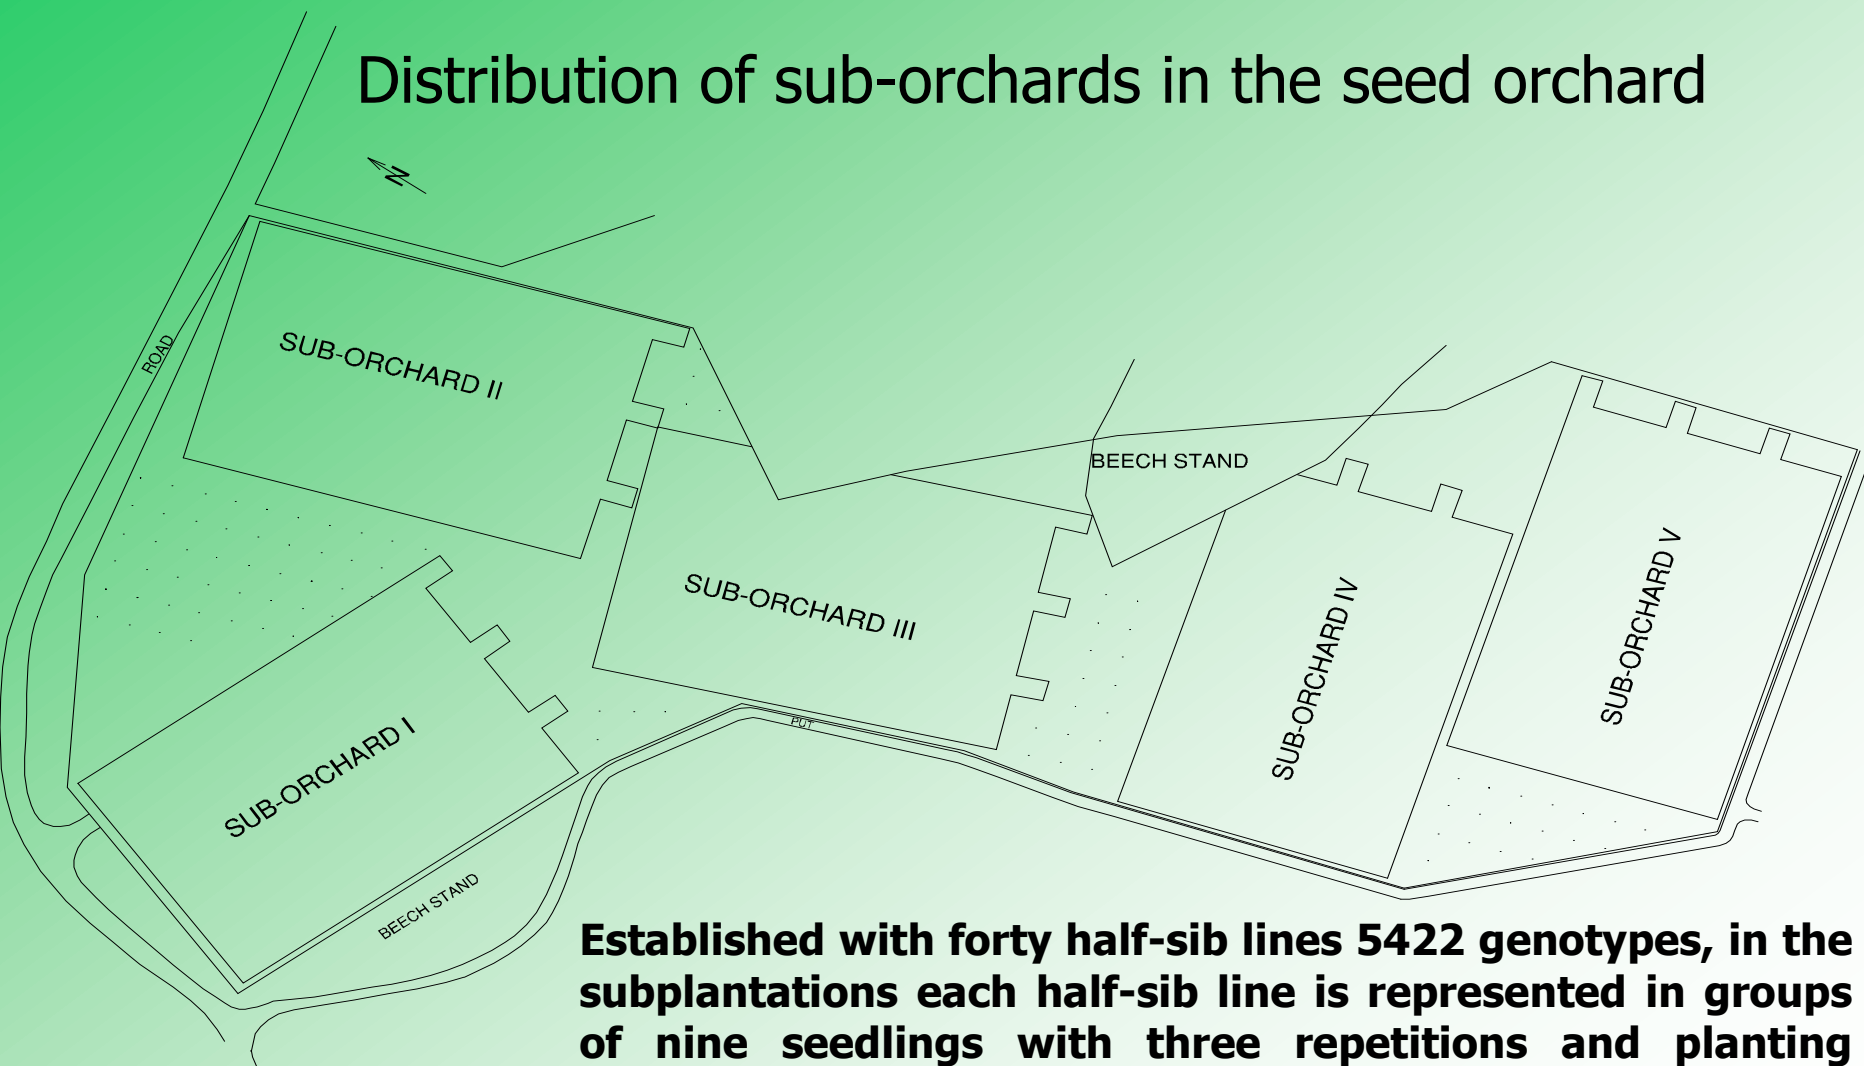 Distribution of sub-orchards in the seed orchard
N
ROAD
SUB-ORCHARD II
BEECH STAND
SUB-ORCHARD III
SUB-ORCHARD IV
SUB-ORCHARD V
SUB-ORCHARD I
PUT
BEECH STAND
Established with forty half-sib lines 5422 genotypes, in the
subplantations each half-sib line is represented in groups
of nine seedlings with three repetitions and planting